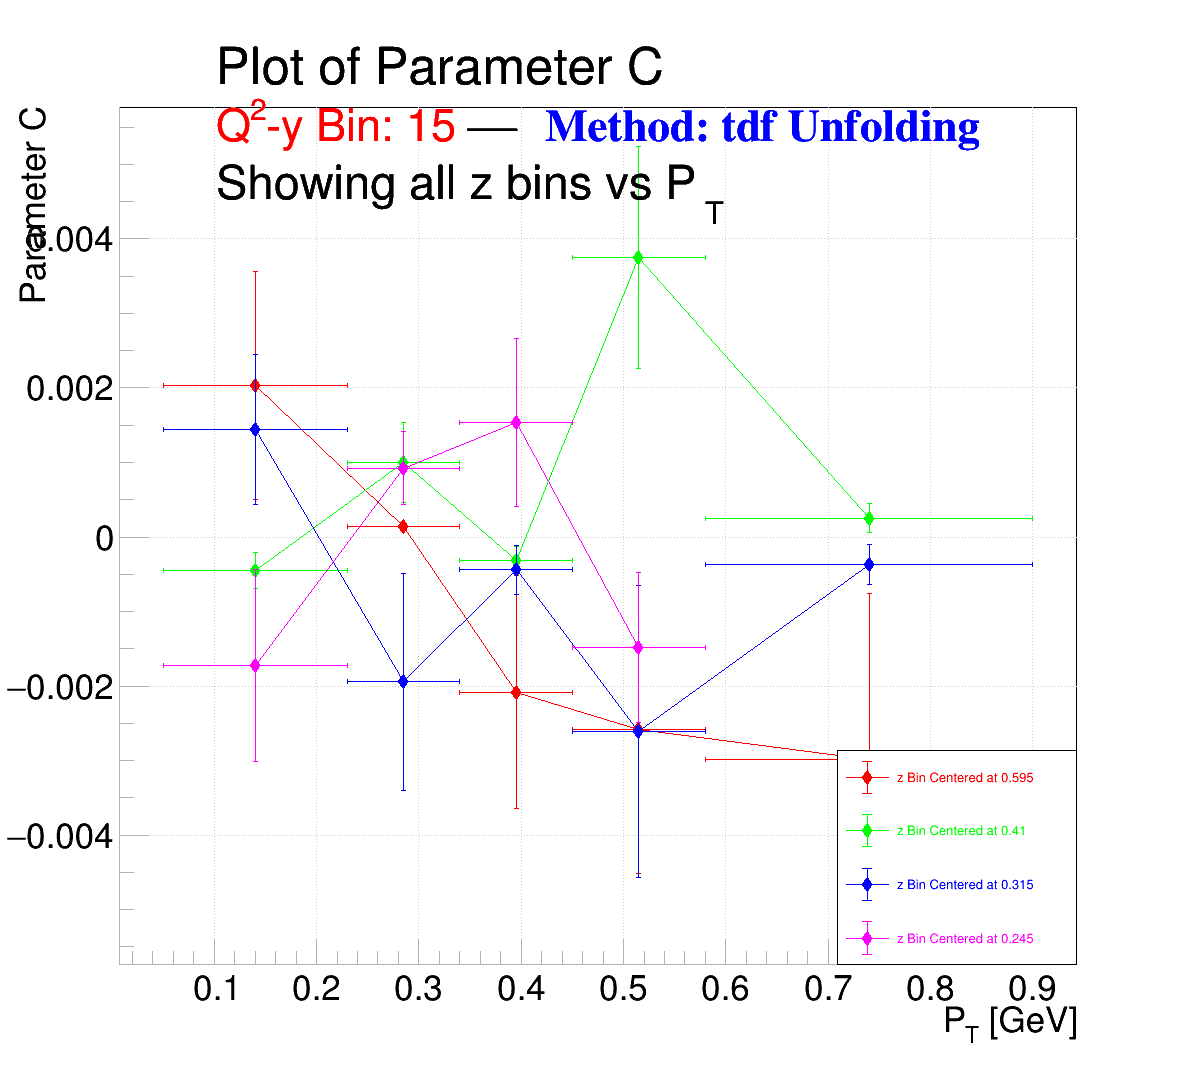 Plot of Parameter C
Q²-y Bin: 15 — Method: tdf Unfolding
Showing all z bins vs P_T
Parameter C
0.004
0.002
0
−0.002
−0.004
z Bin Centered at 0.595
z Bin Centered at 0.41
z Bin Centered at 0.315
z Bin Centered at 0.245
0.1 0.2 0.3 0.4 0.5 0.6 0.7 0.8 0.9
P_T [GeV]